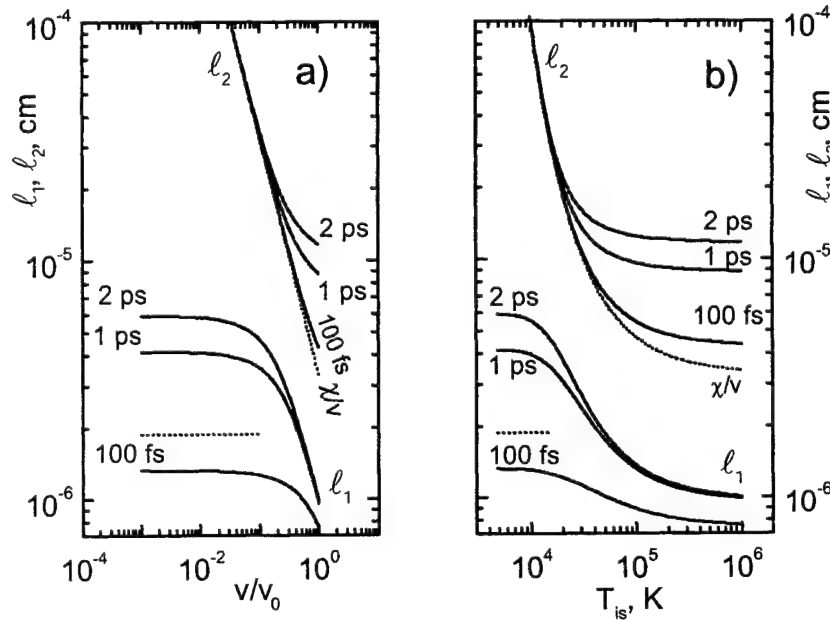 10⁻⁴
10⁻⁵
10⁻⁶
ℓ₁, ℓ₂, cm
ℓ₂
a)
2 ps
1 ps
100 fs
χ/v
2 ps
1 ps
100 fs
ℓ₁
10⁻⁴
10⁻²
10⁰
v/v₀
ℓ₂
b)
2 ps
1 ps
100 fs
χ/v
2 ps
1 ps
100 fs
ℓ₁
10⁴
10⁵
10⁶
T_is, K
10⁻⁴
10⁻⁵
10⁻⁶
cm